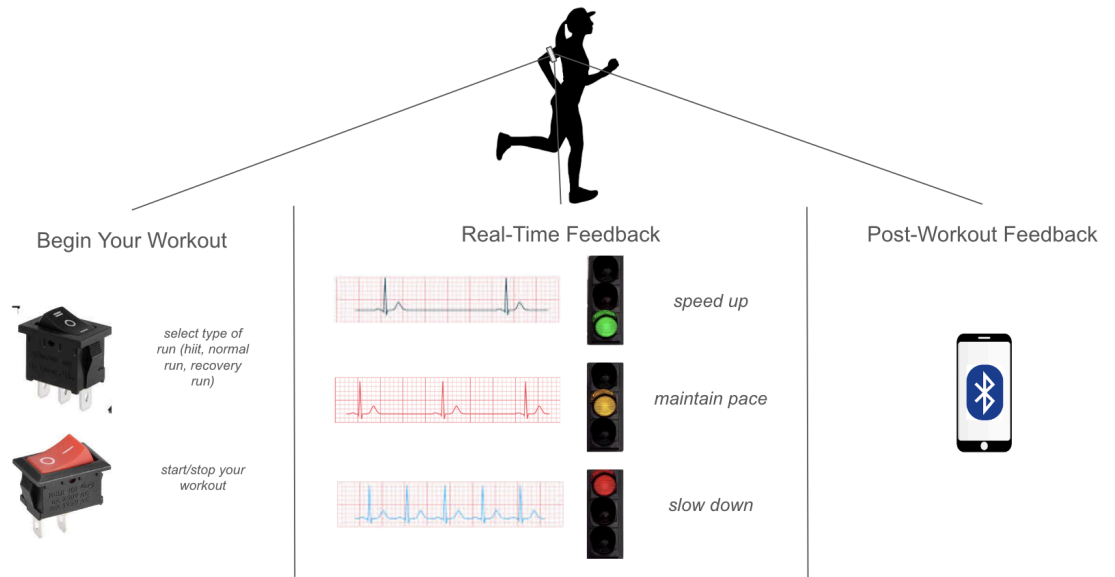 Begin Your Workout
select type of
run (hiit, normal
run, recovery
run)
start/stop your
workout
Real-Time Feedback
speed up
maintain pace
slow down
Post-Workout Feedback